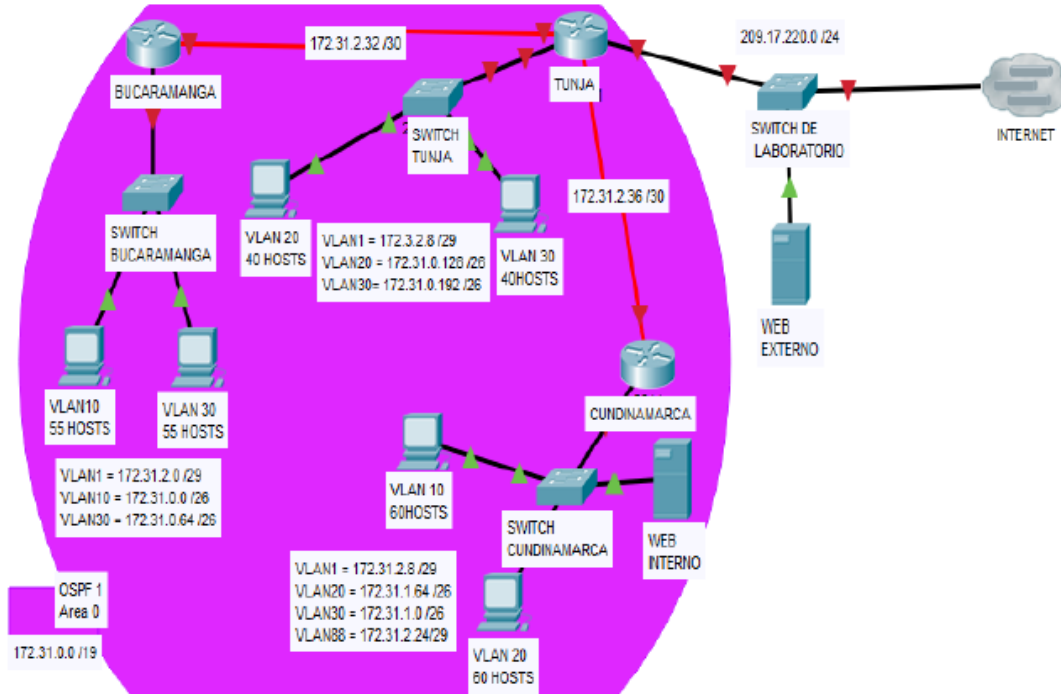 172.31.2.32 /30
209.17.220.0 /24
BUCARAMANGA
TUNJA
INTERNET
SWITCH
TUNJA
SWITCH DE
LABORATORIO
172.31.2.36 /30
SWITCH
BUCARAMANGA
VLAN 20
40 HOSTS
VLAN1 = 172.3.2.8 /29
VLAN20 = 172.31.0.128 /26
VLAN30= 172.31.0.192 /26
VLAN 30
40HOSTS
WEB
EXTERNO
VLAN10
55 HOSTS
VLAN 30
55 HOSTS
CUNDINAMARCA
VLAN1 = 172.31.2.0 /29
VLAN10 = 172.31.0.0 /26
VLAN30 = 172.31.0.64 /26
VLAN 10
60HOSTS
SWITCH
CUNDINAMARCA
WEB
INTERNO
VLAN1 = 172.31.2.8 /29
VLAN20 = 172.31.1.64 /26
VLAN30 = 172.31.1.0 /26
VLAN88 = 172.31.2.24/29
OSPF 1
Area 0
172.31.0.0 /19
VLAN 20
60 HOSTS